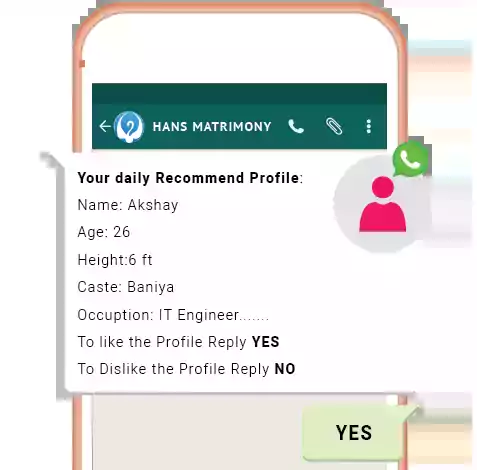 HANS MATRIMONY
Your daily Recommend Profile:
Name: Akshay
Age: 26
Height:6 ft
Caste: Baniya
Occuption: IT Engineer.......
To like the Profile Reply YES
To Dislike the Profile Reply NO
YES